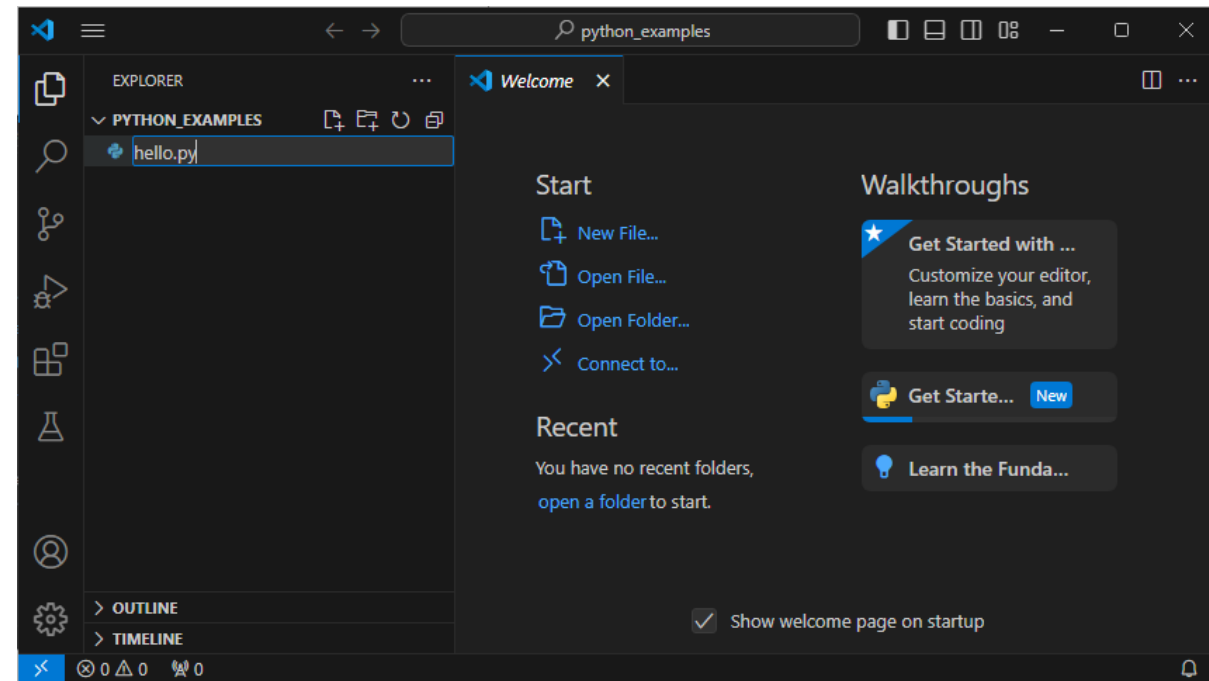 python_examples
EXPLORER
Welcome
PYTHON_EXAMPLES
hello.py
Start
New File...
Open File...
Open Folder...
Connect to...
Recent
You have no recent folders,
open a folder to start.
Walkthroughs
Get Started with ...
Customize your editor,
learn the basics, and
start coding
Get Starte... New
Learn the Funda...
OUTLINE
TIMELINE
Show welcome page on startup
0 0 0